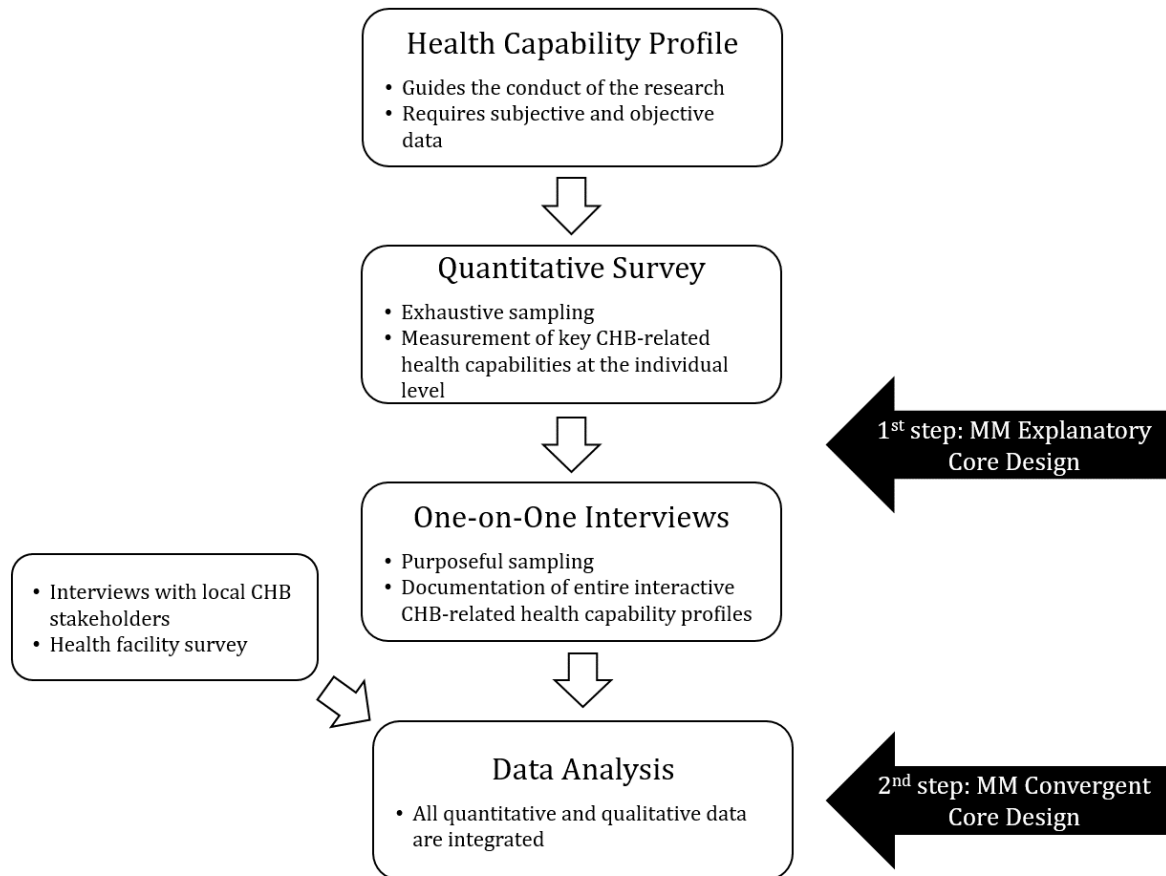 Health Capability Profile
• Guides the conduct of the research
• Requires subjective and objective
data
Quantitative Survey
• Exhaustive sampling
• Measurement of key CHB-related
health capabilities at the individual
level
1st step: MM Explanatory
Core Design
One-on-One Interviews
• Purposeful sampling
• Documentation of entire interactive
CHB-related health capability profiles
• Interviews with local CHB
stakeholders
• Health facility survey
Data Analysis
• All quantitative and qualitative data
are integrated
2nd step: MM Convergent
Core Design